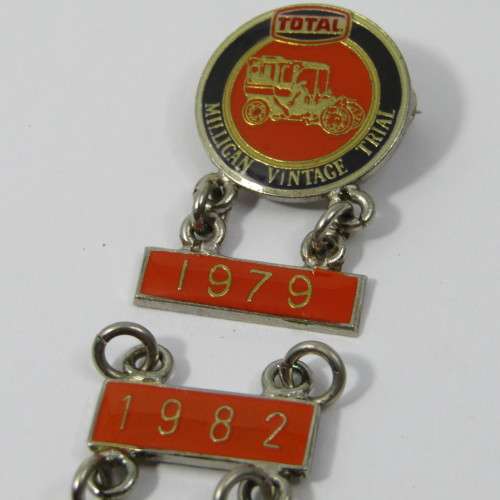 TOTAL
MILLIGAN VINTAGE TRIAL
1979
1982